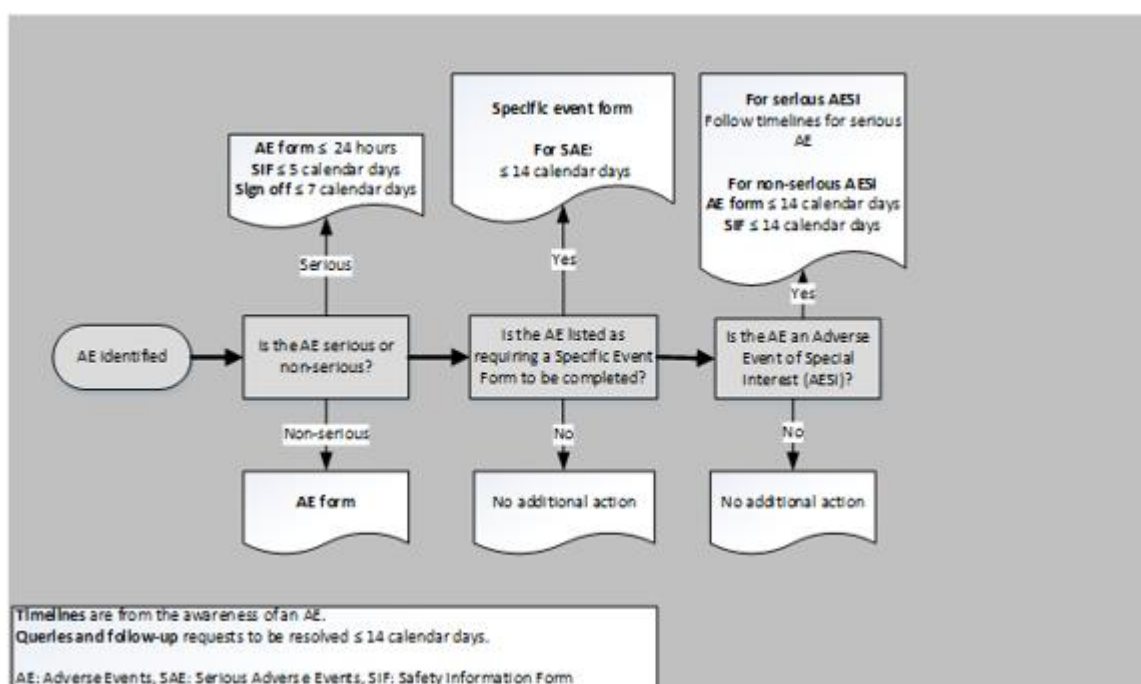 AE identified
Is the AE serious or
non-serious?
Serious
AE form ≤ 24 hours
SIF ≤ 5 calendar days
Sign off ≤ 7 calendar days
Non-serious
AE form
Is the AE listed as
requiring a Specific Event
Form to be completed?
Yes
Specific event form
For SAE:
≤ 14 calendar days
No
No additional action
Is the AE an Adverse
Event of Special
Interest (AESI)?
Yes
For serious AESI
Follow timelines for serious
AE
For non-serious AESI
AE form ≤ 14 calendar days
SIF ≤ 14 calendar days
No
No additional action
Timelines are from the awareness of an AE.
Queries and follow-up requests to be resolved ≤ 14 calendar days.
AE: Adverse Events, SAE: Serious Adverse Events, SIF: Safety Information Form